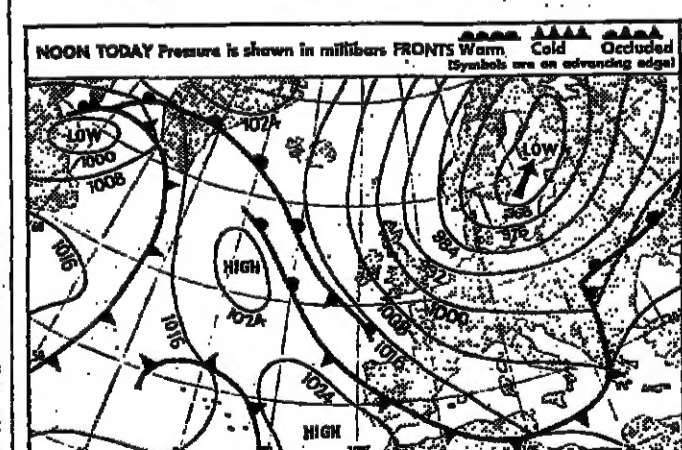 NOON TODAY Pressure is shown in millibars FRONTS Warm Cold Occluded
(Symbols are on advancing edge)
LOW
1000
1008
1024
LOW
968
976
984
992
1000
1008
1016
1016
HIGH
1024
1016
1024
HIGH